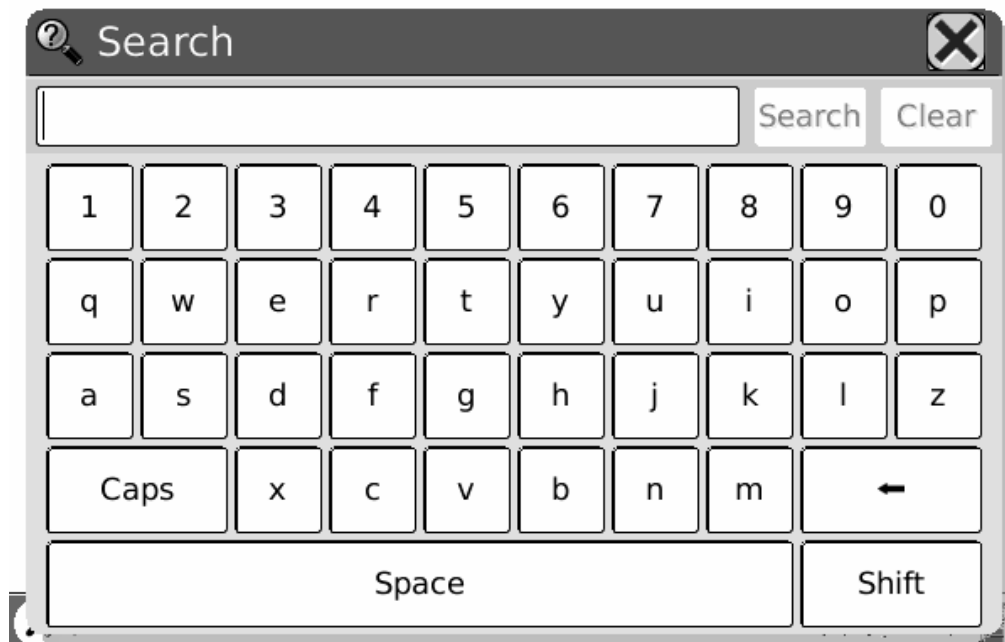 Search
Search Clear
1 2 3 4 5 6 7 8 9 0
q w e r t y u i o p
a s d f g h j k l z
Caps x c v b n m ←
Space Shift